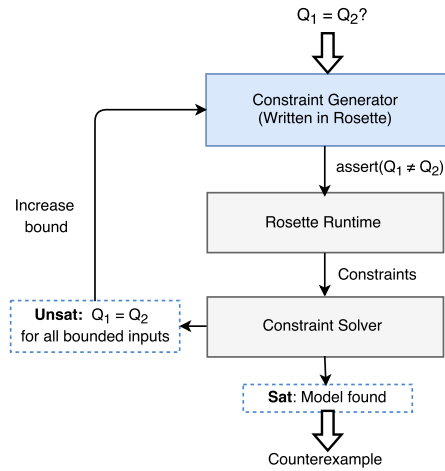 Q₁ = Q₂?
Constraint Generator
(Written in Rosette)
assert(Q₁ ≠ Q₂)
Rosette Runtime
Increase
bound
Constraints
Unsat: Q₁ = Q₂
for all bounded inputs
Constraint Solver
Sat: Model found
Counterexample